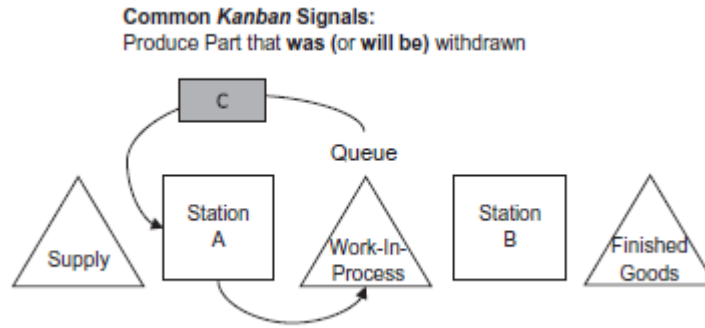 Common Kanban Signals:
Produce Part that was (or will be) withdrawn
C
Queue
Supply
Station
A
Work-In-
Process
Station
B
Finished
Goods